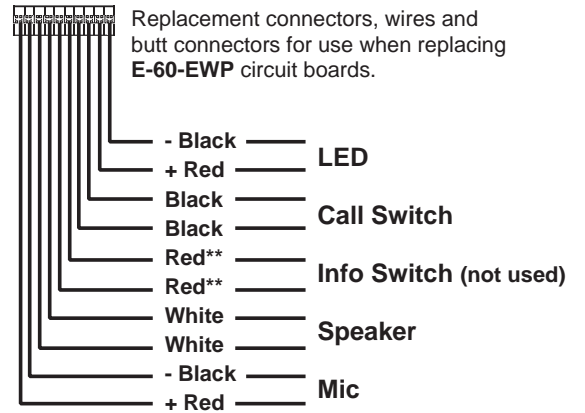 Replacement connectors, wires and
butt connectors for use when replacing
E-60-EWP circuit boards.
- Black
+ Red
LED
Black
Black
Call Switch
Red**
Red**
Info Switch (not used)
White
White
Speaker
- Black
+ Red
Mic